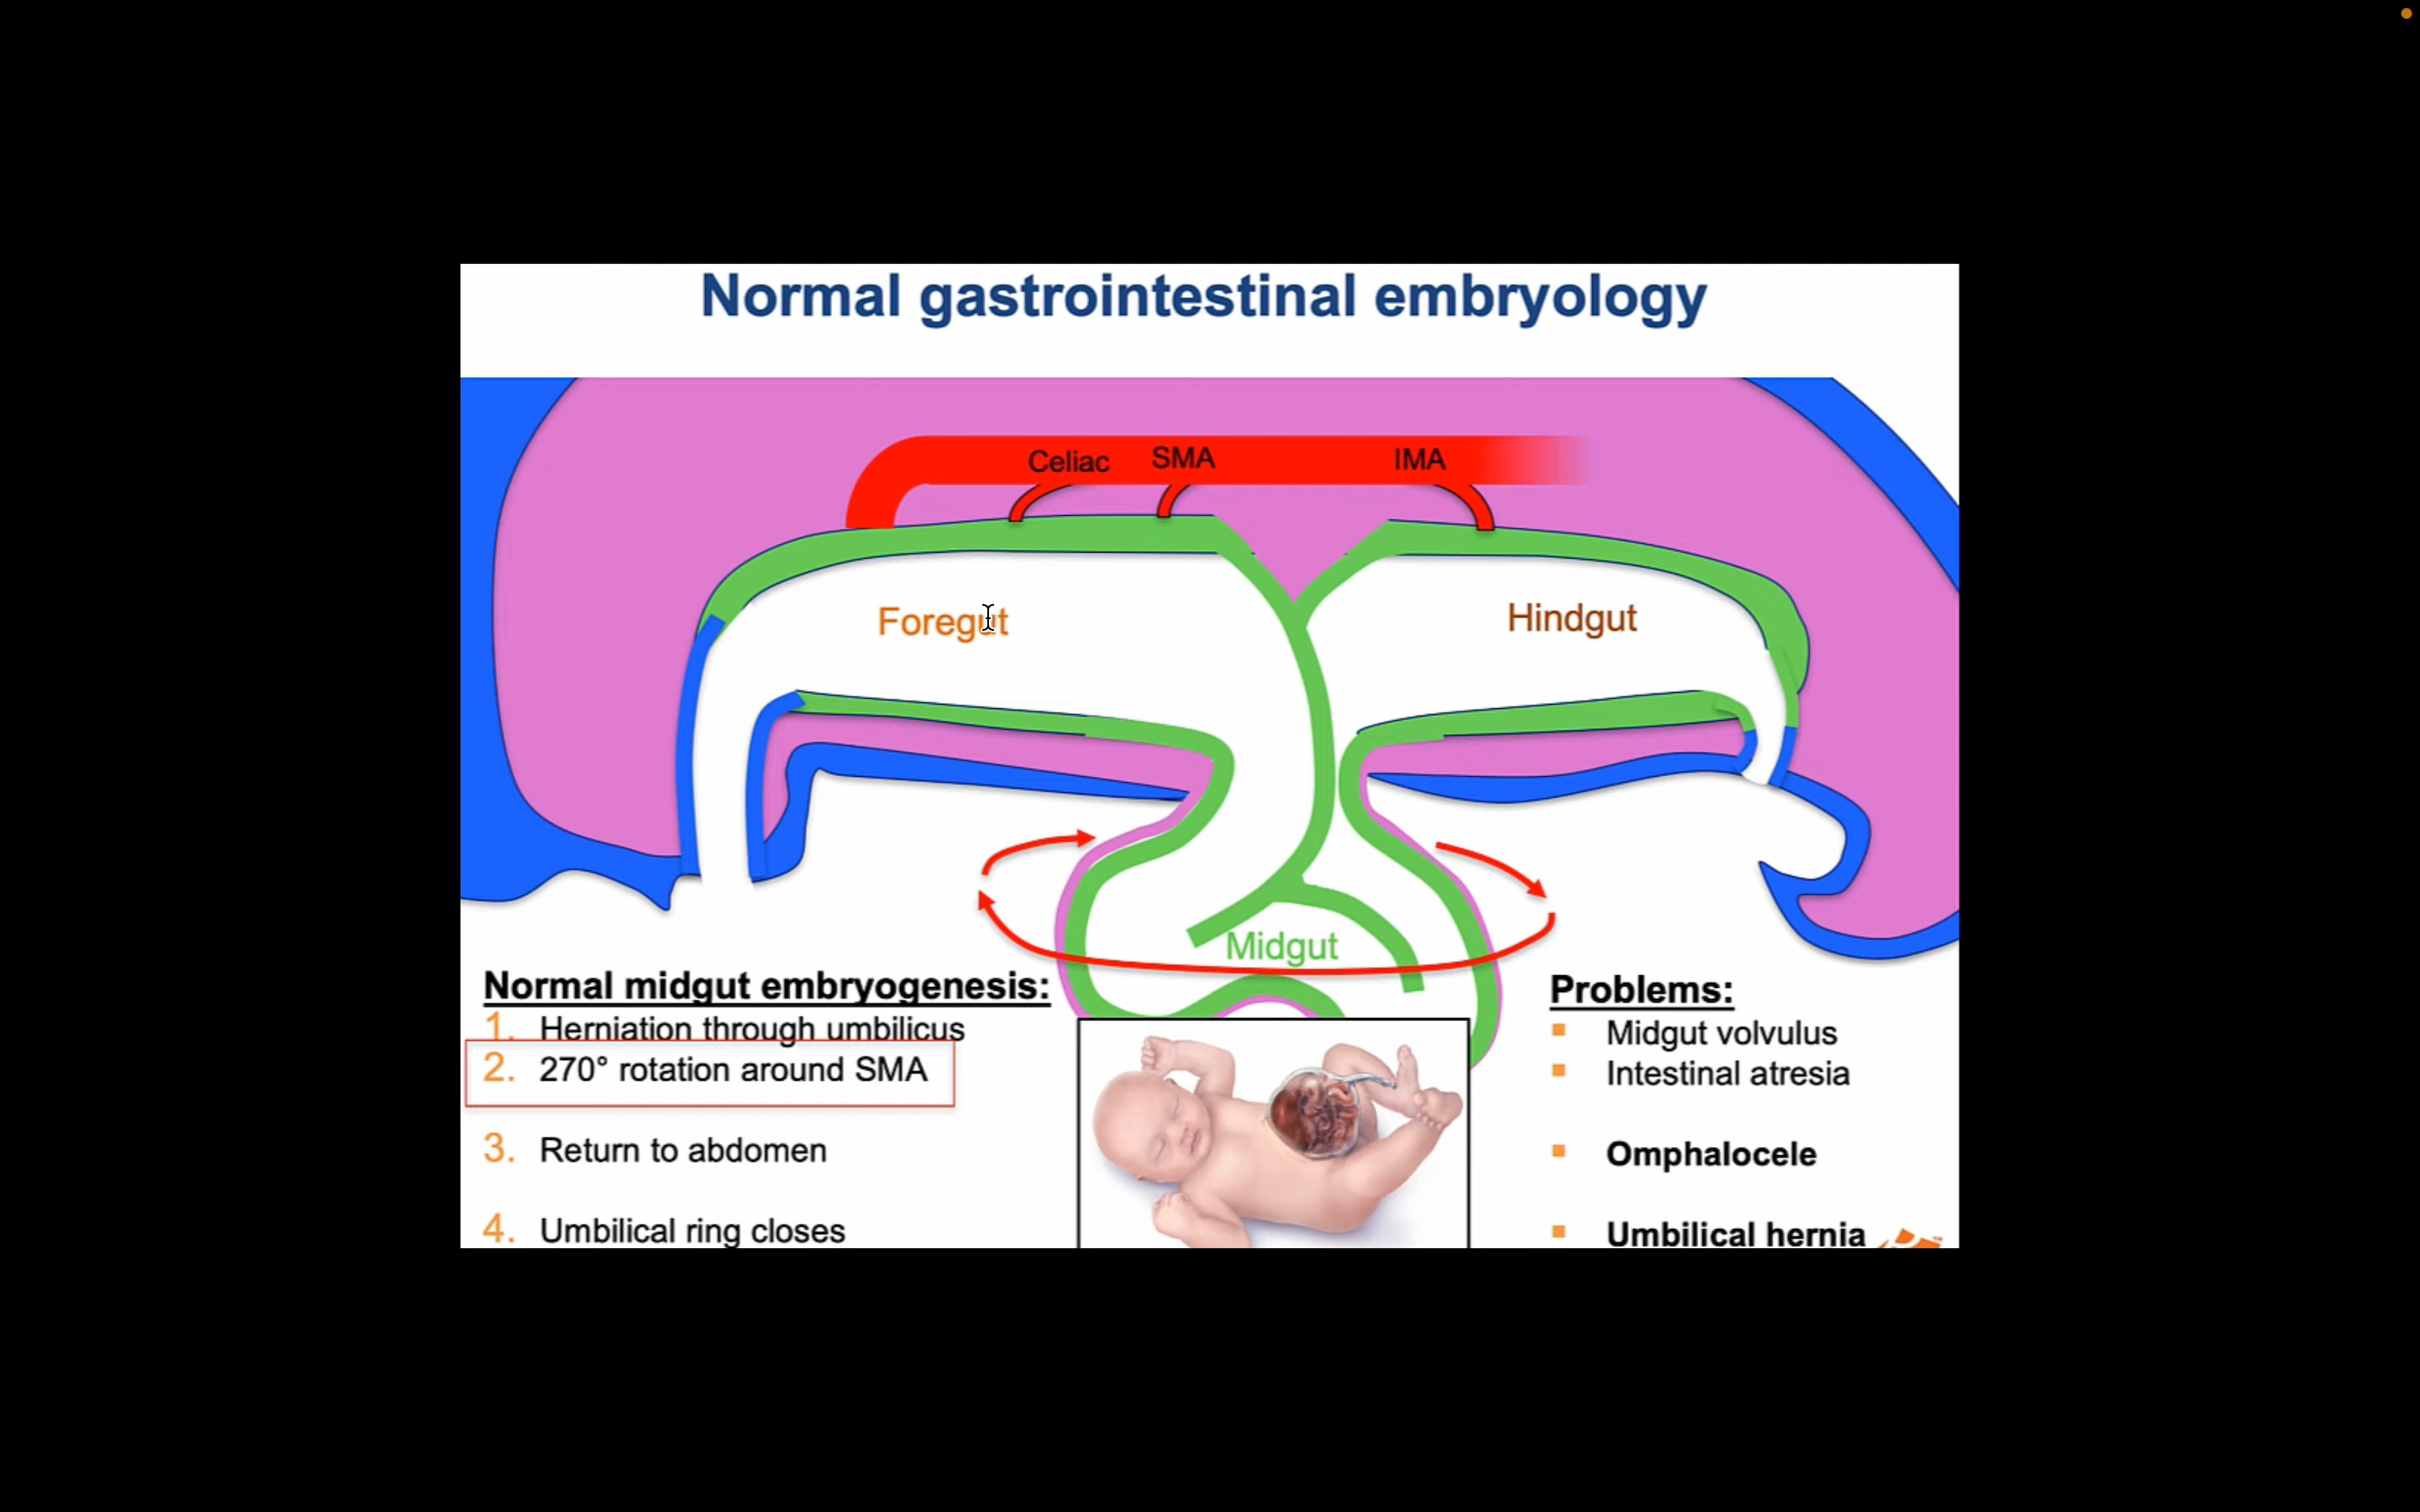 Normal gastrointestinal embryology
Celiac
SMA
IMA
Foregut
Hindgut
Midgut
Normal midgut embryogenesis:
1. Herniation through umbilicus
2. 270° rotation around SMA
3. Return to abdomen
4. Umbilical ring closes
Problems:
▪ Midgut volvulus
▪ Intestinal atresia
▪ Omphalocele
▪ Umbilical hernia